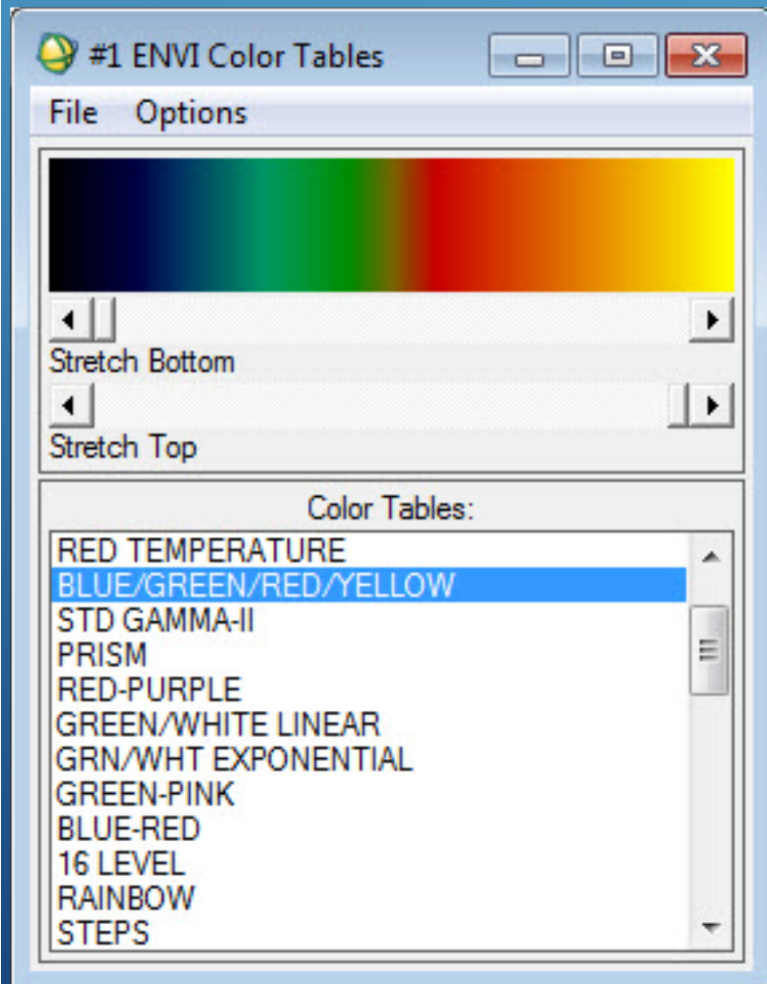 #1 ENVI Color Tables
File Options
Stretch Bottom
Stretch Top
Color Tables:
RED TEMPERATURE
BLUE/GREEN/RED/YELLOW
STD GAMMA-II
PRISM
RED-PURPLE
GREEN/WHITE LINEAR
GRN/WHT EXPONENTIAL
GREEN-PINK
BLUE-RED
16 LEVEL
RAINBOW
STEPS